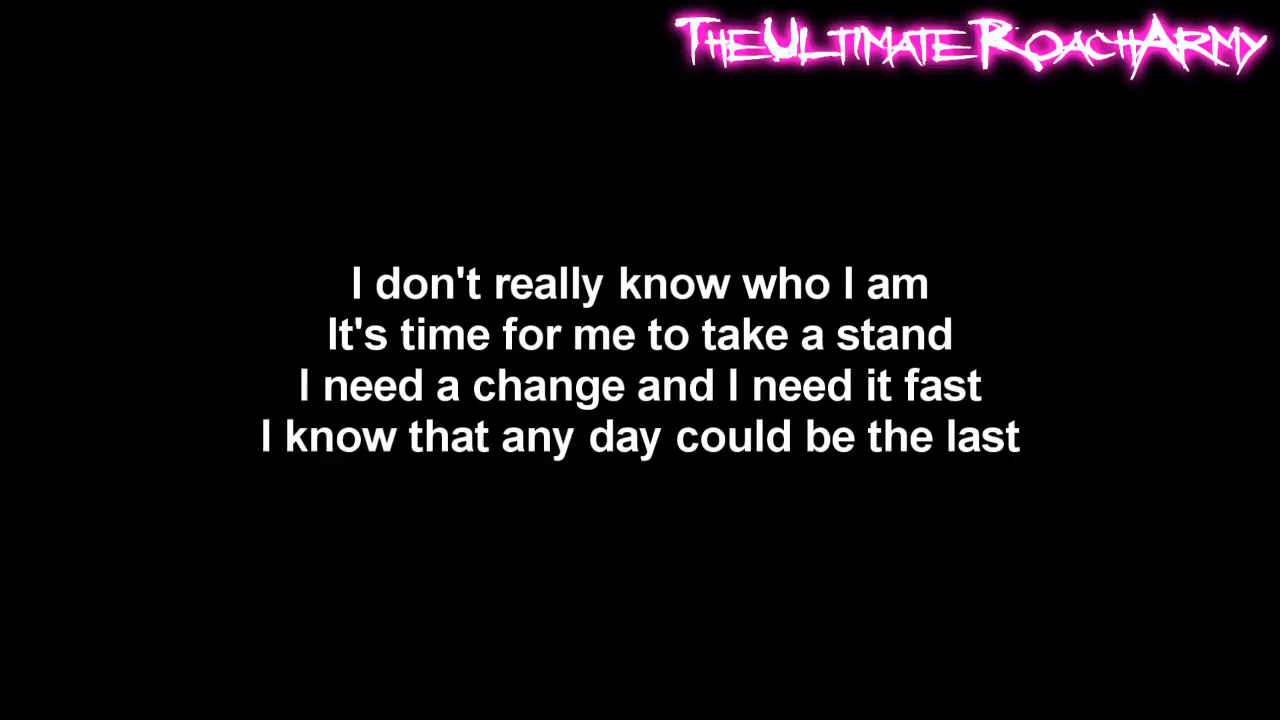 TheUltimateRoachArmy
I don't really know who I am
It's time for me to take a stand
I need a change and I need it fast
I know that any day could be the last